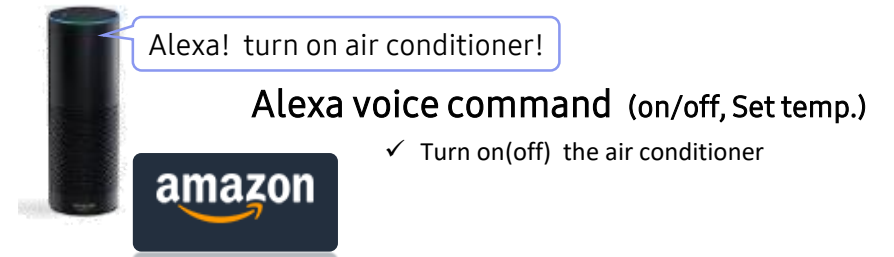 Alexa! turn on air conditioner!
Alexa voice command (on/off, Set temp.)
✓ Turn on(off) the air conditioner
amazon